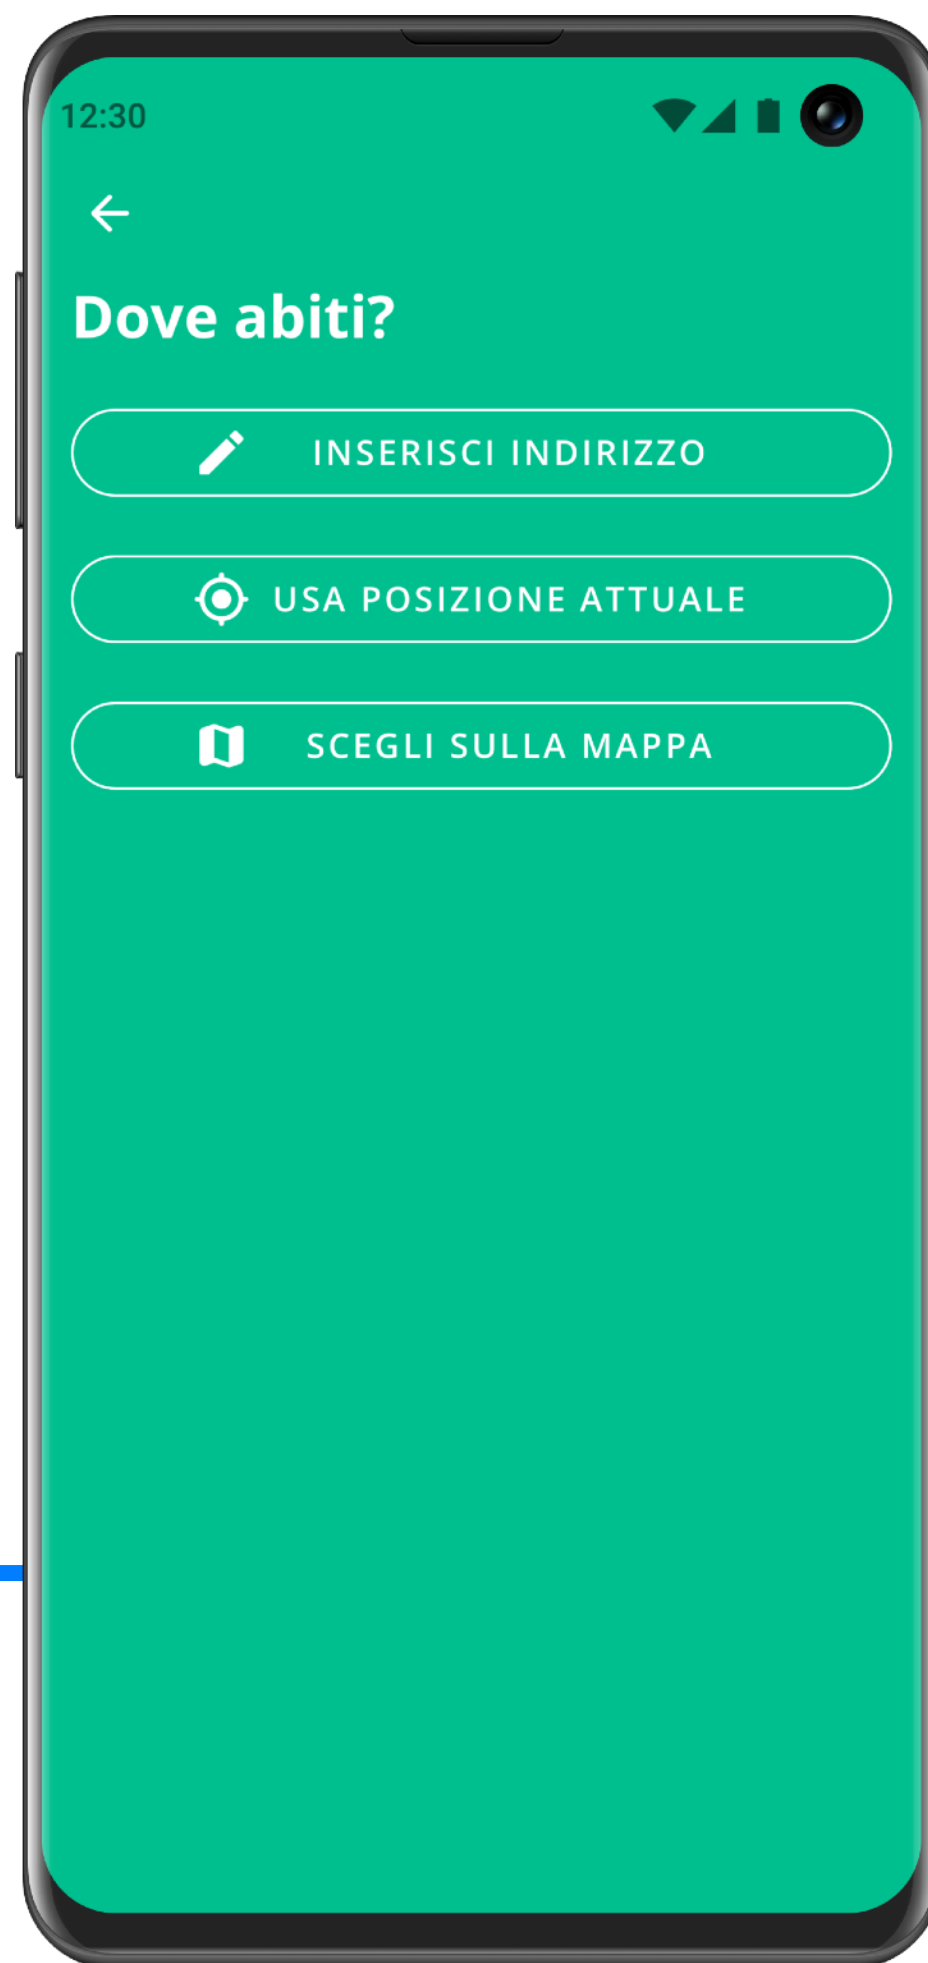 12:30
Dove abiti?
INSERISCI INDIRIZZO
USA POSIZIONE ATTUALE
SCEGLI SULLA MAPPA